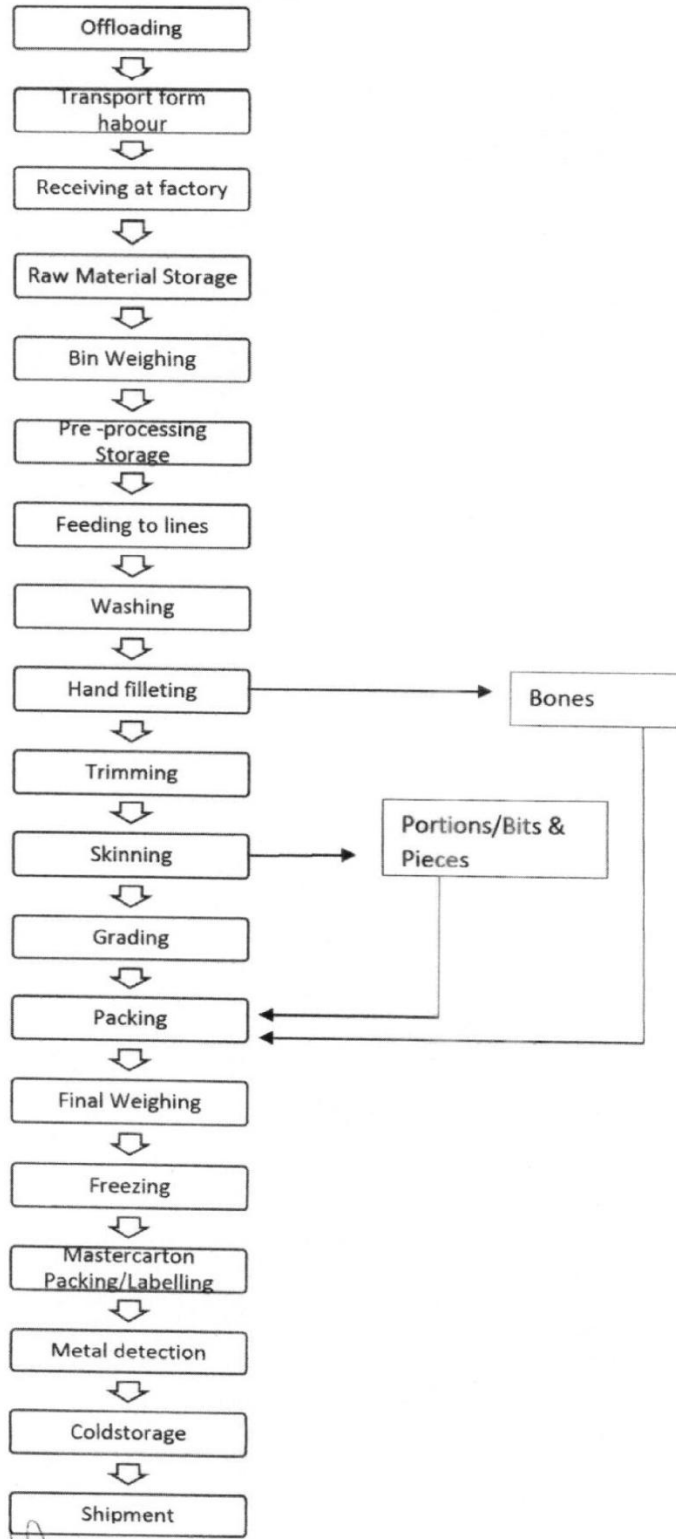 Offloading
Transport form
habour
Receiving at factory
Raw Material Storage
Bin Weighing
Pre -processing
Storage
Feeding to lines
Washing
Hand filleting
Bones
Trimming
Portions/Bits &
Pieces
Skinning
Grading
Packing
Final Weighing
Freezing
Mastercarton
Packing/Labelling
Metal detection
Coldstorage
Shipment